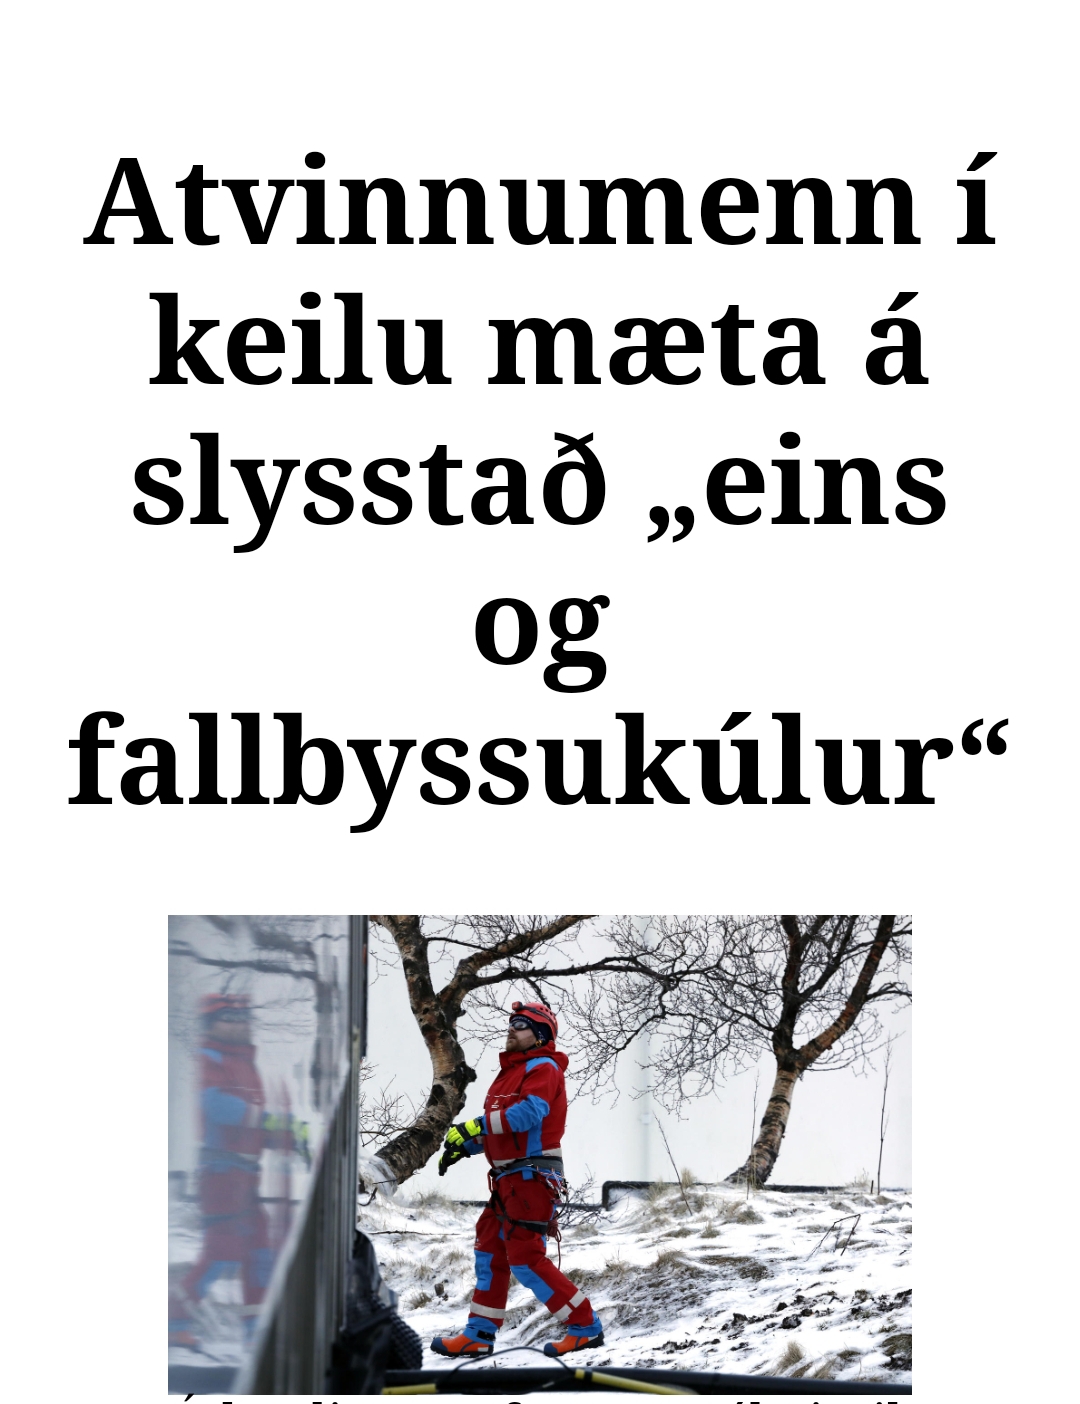 Atvinnumenn í
keilu mæta á
slysstað „eins
og
fallbyssukúlur“